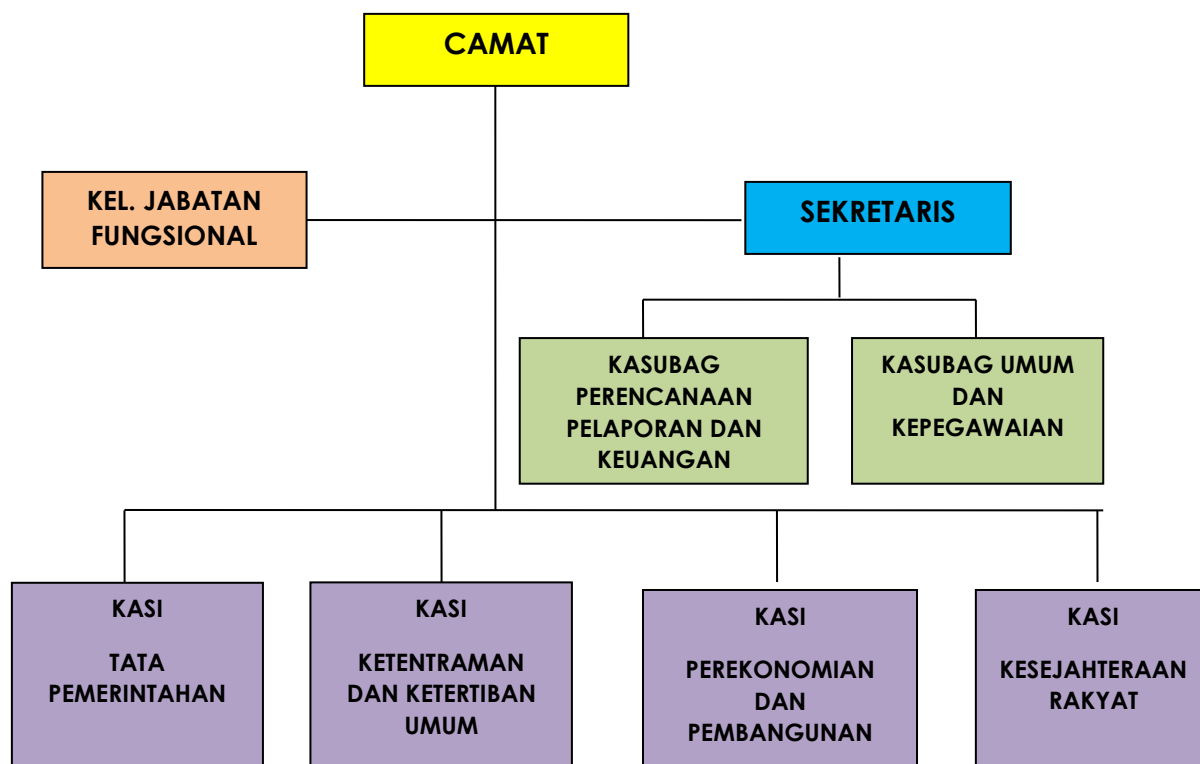 CAMAT
KEL. JABATAN
FUNGSIONAL
SEKRETARIS
KASUBAG
PERENCANAAN
PELAPORAN DAN
KEUANGAN
KASUBAG UMUM
DAN
KEPEGAWAIAN
KASI
TATA
PEMERINTAHAN
KASI
KETENTRAMAN
DAN KETERTIBAN
UMUM
KASI
PEREKONOMIAN
DAN
PEMBANGUNAN
KASI
KESEJAHTERAAN
RAKYAT